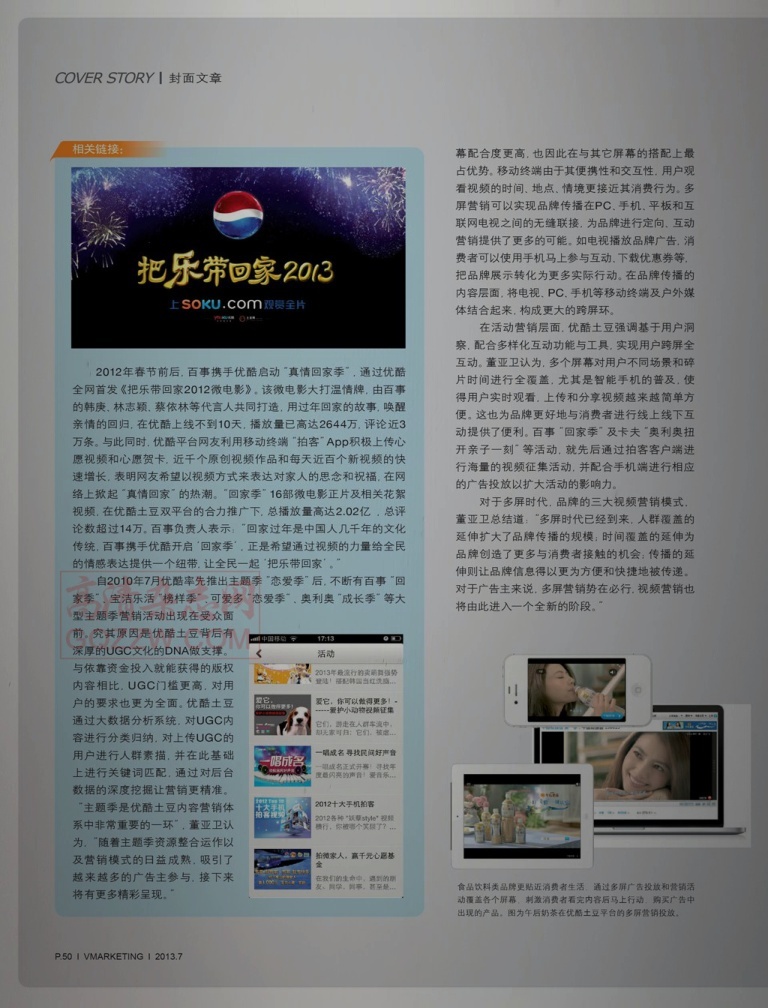 COVER STORY | 封面文章
相关链接:
把乐带回家2013
上SOKU.com观赏全片
2012年春节前后, 百事携手优酷启动“真情回家季”, 通过优酷
全网首发《把乐带回家2012微电影》。该微电影大打温情牌, 由百事
的韩庚, 林志颖, 蔡依林等代言人共同打造, 用过年回家的故事, 唤醒
亲情的回归, 在优酷上线不到10天, 播放量已高达2644万, 评论近3
万条。与此同时, 优酷平台网友利用移动终端“拍客”App积极上传心
愿视频和心愿贺卡, 近千个原创视频作品和每天近百个新视频的快
速增长, 表明网友希望以视频方式来表达对家人的思念和祝福, 在网
络上掀起“真情回家”的热潮。“回家季”16部微电影正片及相关花絮
视频, 在优酷土豆双平台的合力推广下, 总播放量高达2.02亿, 总评
论数超过14万。百事负责人表示: “回家过年是中国人几千年的文化
传统, 百事携手优酷开启‘回家季’, 正是希望通过视频的力量给全民
的情感表达提供一个纽带, 让全民一起‘把乐带回家’。”
自2010年7月优酷率先推出主题季“恋爱季”后, 不断有百事“回
家季”, 宝洁乐活“榜样季”, 可爱多“恋爱季”, 奥利奥“成长季”等大
型主题季营销活动出现在受众面
前, 究其原因是优酷土豆背后有
深厚的UGC文化的DNA做支撑。
与依靠资金投入就能获得的版权
内容相比, UGC门槛更高, 对用
户的要求也更为全面, 优酷土豆
通过大数据分析系统, 对UGC内
容进行分类归纳, 对上传UGC的
用户进行人群素描, 并在此基础
上进行关键词匹配, 通过对后台
数据的深度挖掘让营销更精准。
“主题季是优酷土豆内容营销体
系中非常重要的一环”, 董亚卫认
为, “随着主题季资源整合运作以
及营销模式的日益成熟, 吸引了
越来越多的广告主参与, 接下来
将有更多精彩呈现。”
中国移动 17:13
活动
爱它, 你可以做得更多! -
一唱成名 寻找民间好声音
2012十大手机拍客
拍微家人, 赢千元心愿基
金
幕配合度更高, 也因此在与其它屏幕的搭配上最
占优势。移动终端由于其便携性和交互性, 用户观
看视频的时间, 地点, 情境更接近其消费行为。多
屏营销可以实现品牌传播在PC, 手机, 平板和互
联网电视之间的无缝联接, 为品牌进行定向, 互动
营销提供了更多的可能。如电视播放品牌广告, 消
费者可以使用手机马上参与互动, 下载优惠券等,
把品牌展示转化为更多实际行动。在品牌传播的
内容层面, 将电视, PC, 手机等移动终端及户外媒
体结合起来, 构成更大的跨屏环。
在活动营销层面, 优酷土豆强调基于用户洞
察, 配合多样化互动功能与工具, 实现用户跨屏全
互动。董亚卫认为, 多个屏幕对用户不同场景和碎
片时间进行全覆盖, 尤其是智能手机的普及, 使
得用户实时观看, 上传和分享视频越来越简单方
便。这也为品牌更好地与消费者进行线上线下互
动提供了便利。百事“回家季”及卡夫“奥利奥扭
开亲子一刻”等活动, 就先后通过拍客客户端进
行海量的视频征集活动, 并配合手机端进行相应
的广告投放以扩大活动的影响力。
对于多屏时代, 品牌的三大视频营销模式,
董亚卫总结道: “多屏时代已经到来, 人群覆盖的
延伸扩大了品牌传播的规模; 时间覆盖的延伸为
品牌创造了更多与消费者接触的机会; 传播的延
伸则让品牌信息得以更为方便和快捷地被传递。
对于广告主来说, 多屏营销势在必行, 视频营销也
将由此进入一个全新的阶段。”
食品饮料类品牌更贴近消费者生活, 通过多屏广告投放和营销活
动覆盖各个屏幕, 刺激消费者看完内容后马上行动, 购买广告中
出现的产品。图为午后奶茶在优酷土豆平台的多屏营销投放。
P.50 | VMARKETING | 2013.7